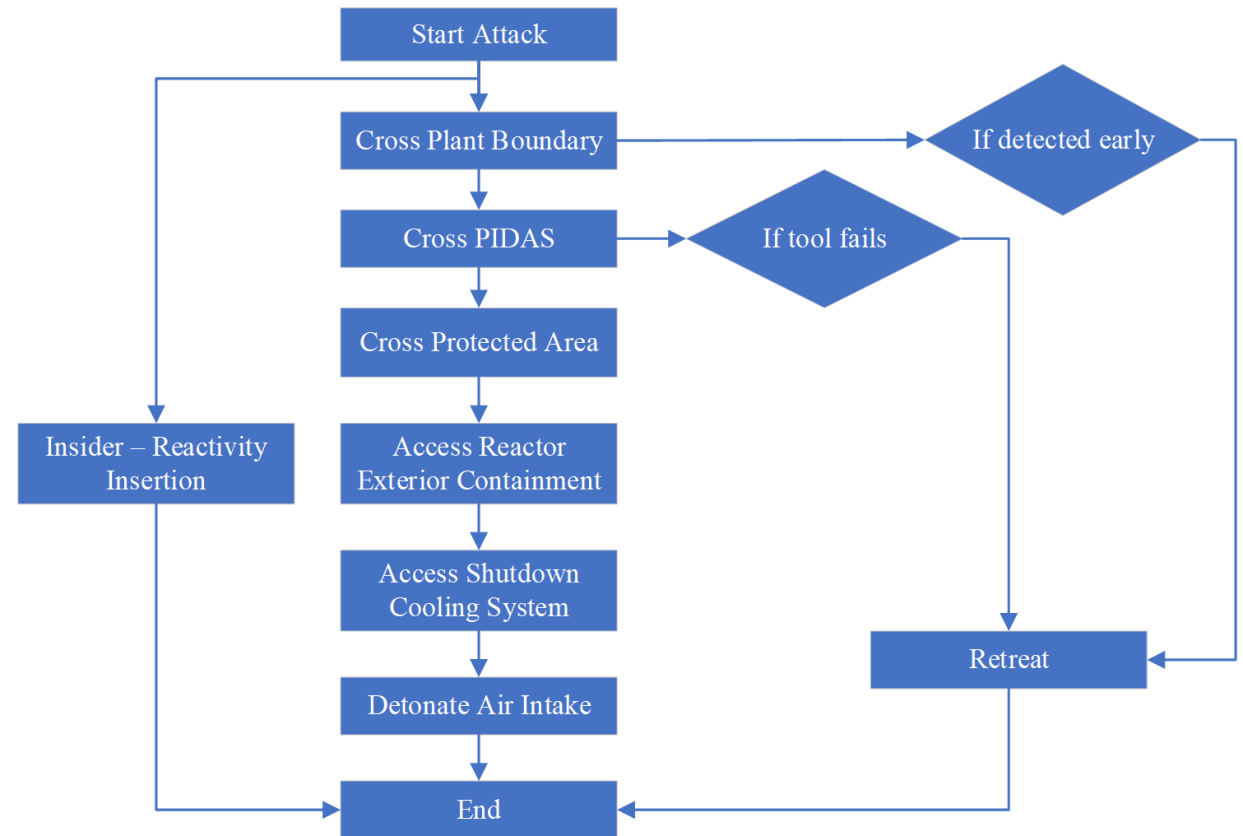 Start Attack
Cross Plant Boundary
If detected early
Cross PIDAS
If tool fails
Cross Protected Area
Insider – Reactivity
Insertion
Access Reactor
Exterior Containment
Access Shutdown
Cooling System
Retreat
Detonate Air Intake
End